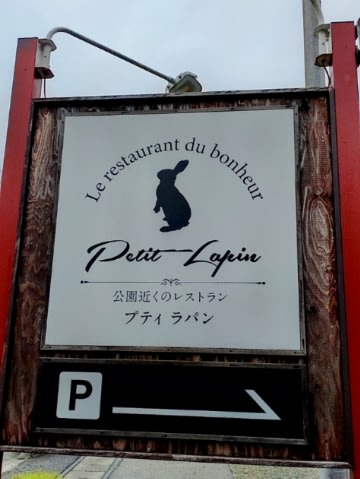 Le restaurant du bonheur
Petit Lapin
公園近くのレストラン
プティ ラパン
P